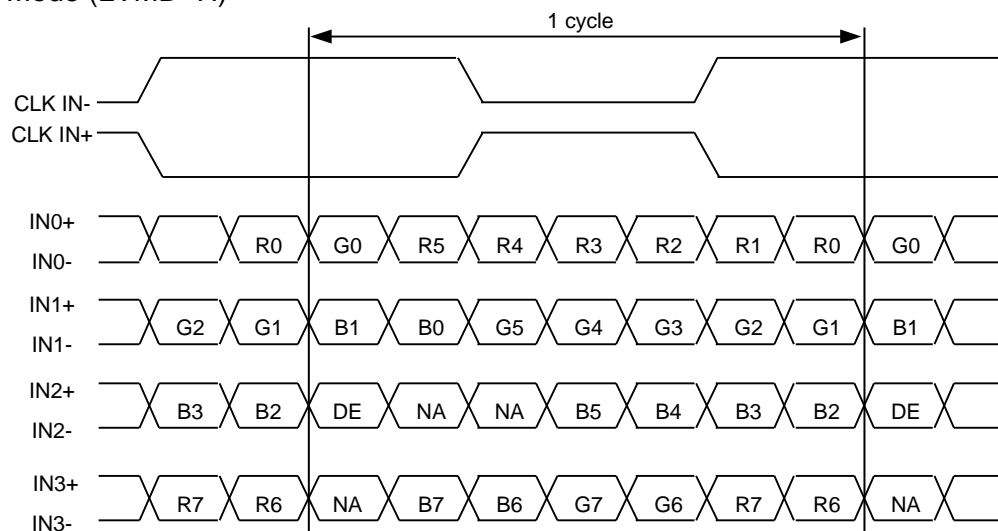 Mode
1 cycle
CLK IN-
CLK IN+
IN0+
R0 G0 R5 R4 R3 R2 R1 R0 G0
IN0-
IN1+
G2 G1 B1 B0 G5 G4 G3 G2 G1 B1
IN1-
IN2+
B3 B2 DE NA NA B5 B4 B3 B2 DE
IN2-
IN3+
R7 R6 NA B7 B6 G7 G6 R7 R6 NA
IN3-